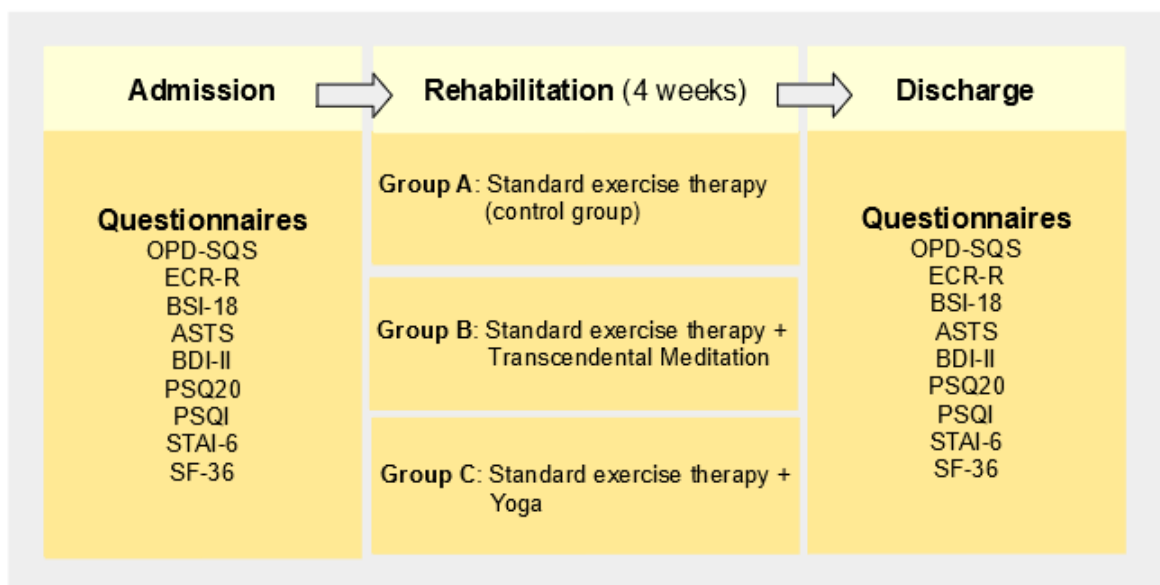 Admission
Rehabilitation (4 weeks)
Discharge
Questionnaires
OPD-SQS
ECR-R
BSI-18
ASTS
BDI-II
PSQ20
PSQI
STAI-6
SF-36
Group A: Standard exercise therapy
(control group)
Group B: Standard exercise therapy +
Transcendental Meditation
Group C: Standard exercise therapy +
Yoga
Questionnaires
OPD-SQS
ECR-R
BSI-18
ASTS
BDI-II
PSQ20
PSQI
STAI-6
SF-36